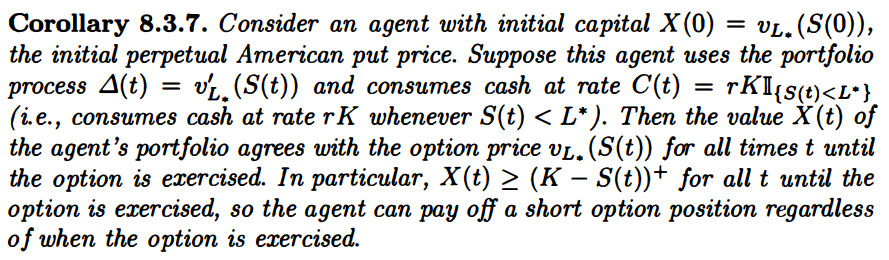 Corollary 8.3.7. Consider an agent with initial capital X(0) = v_{L_*}(S(0)),
the initial perpetual American put price. Suppose this agent uses the portfolio
process Δ(t) = v'_{L_*}(S(t)) and consumes cash at rate C(t) = rK𝕀_{{S(t)<L^*}}
(i.e., consumes cash at rate rK whenever S(t) < L^*). Then the value X(t) of
the agent's portfolio agrees with the option price v_{L_*}(S(t)) for all times t until
the option is exercised. In particular, X(t) ≥ (K − S(t))^+ for all t until the
option is exercised, so the agent can pay off a short option position regardless
of when the option is exercised.